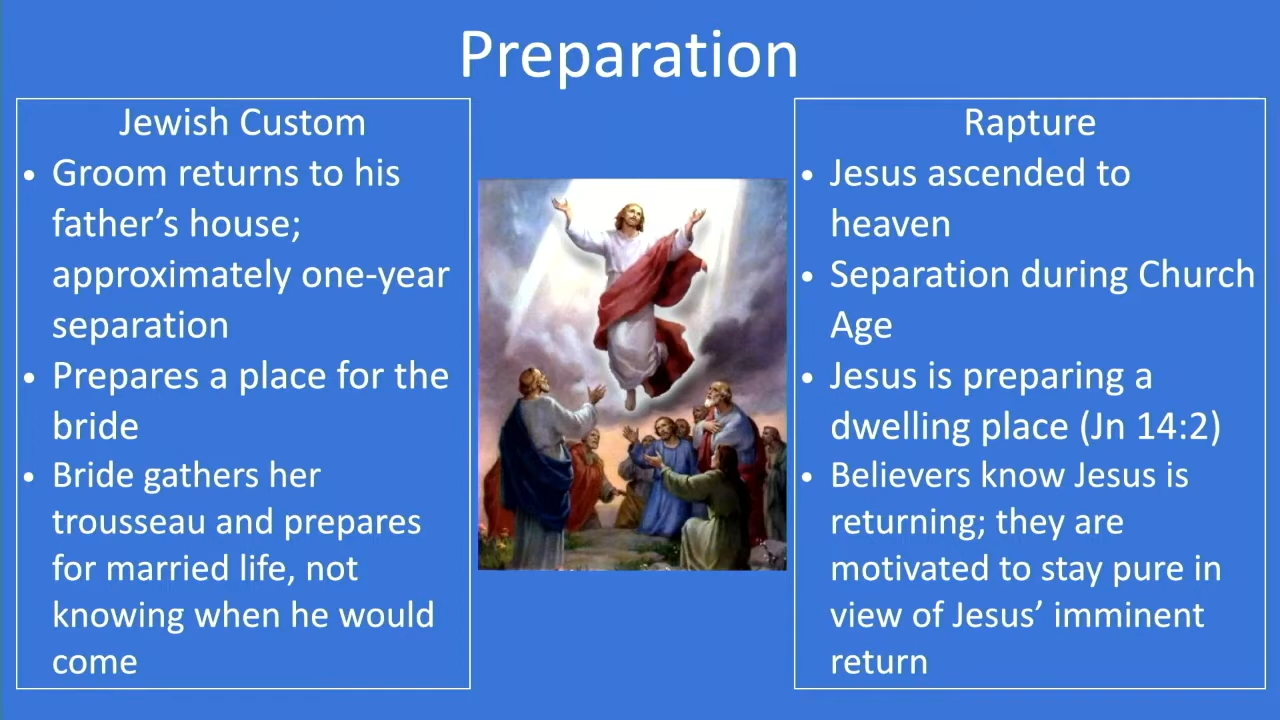 Preparation
Jewish Custom
• Groom returns to his
father’s house;
approximately one-year
separation
• Prepares a place for the
bride
• Bride gathers her
trousseau and prepares
for married life, not
knowing when he would
come
Rapture
• Jesus ascended to
heaven
• Separation during Church
Age
• Jesus is preparing a
dwelling place (Jn 14:2)
• Believers know Jesus is
returning; they are
motivated to stay pure in
view of Jesus’ imminent
return